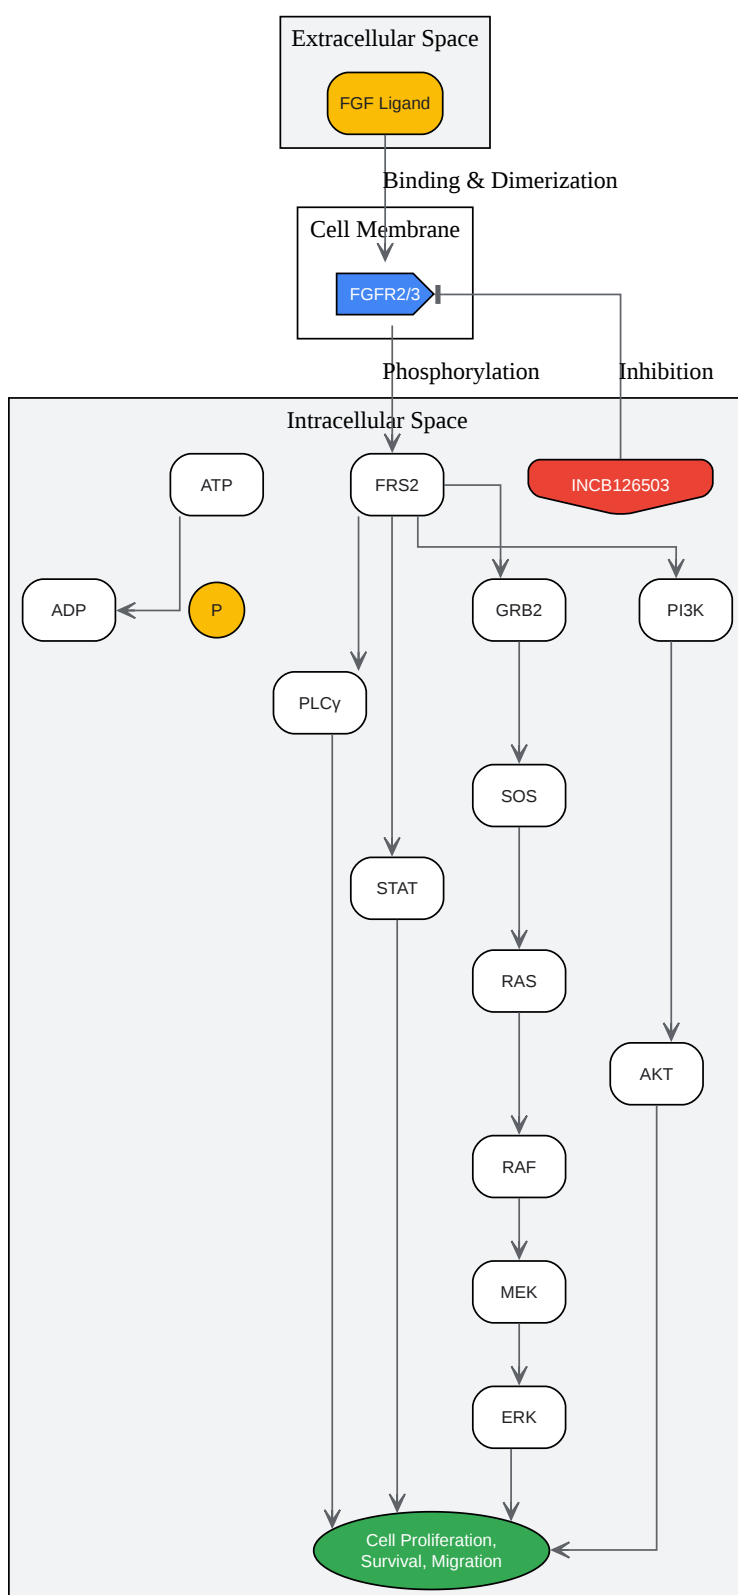 Extracellular Space
FGF Ligand
Binding & Dimerization
Cell Membrane
FGFR2/3
Phosphorylation
Inhibition
Intracellular Space
ATP
FRS2
INCB126503
ADP
P
GRB2
PI3K
PLCγ
SOS
STAT
RAS
AKT
RAF
MEK
ERK
Cell Proliferation,
Survival, Migration